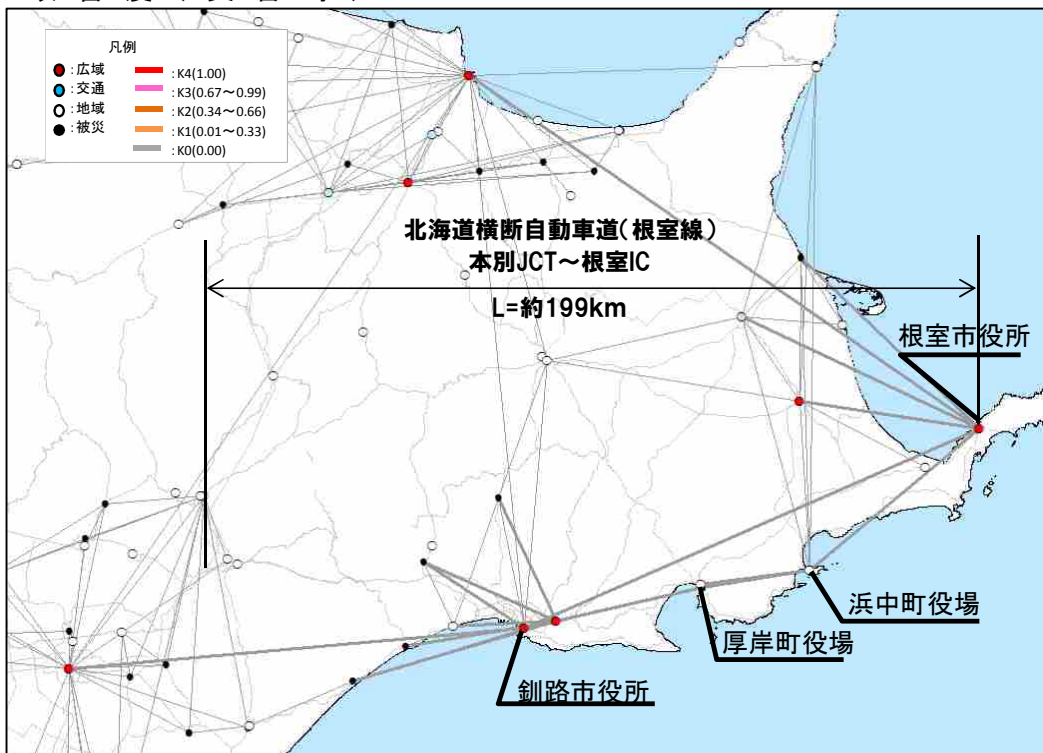 凡例
:広域
:交通
:地域
:被災
:K4(1.00)
:K3(0.67～0.99)
:K2(0.34～0.66)
:K1(0.01～0.33)
:K0(0.00)
北海道横断自動車道(根室線)
本別JCT～根室IC
L=約199km
根室市役所
浜中町役場
厚岸町役場
釧路市役所